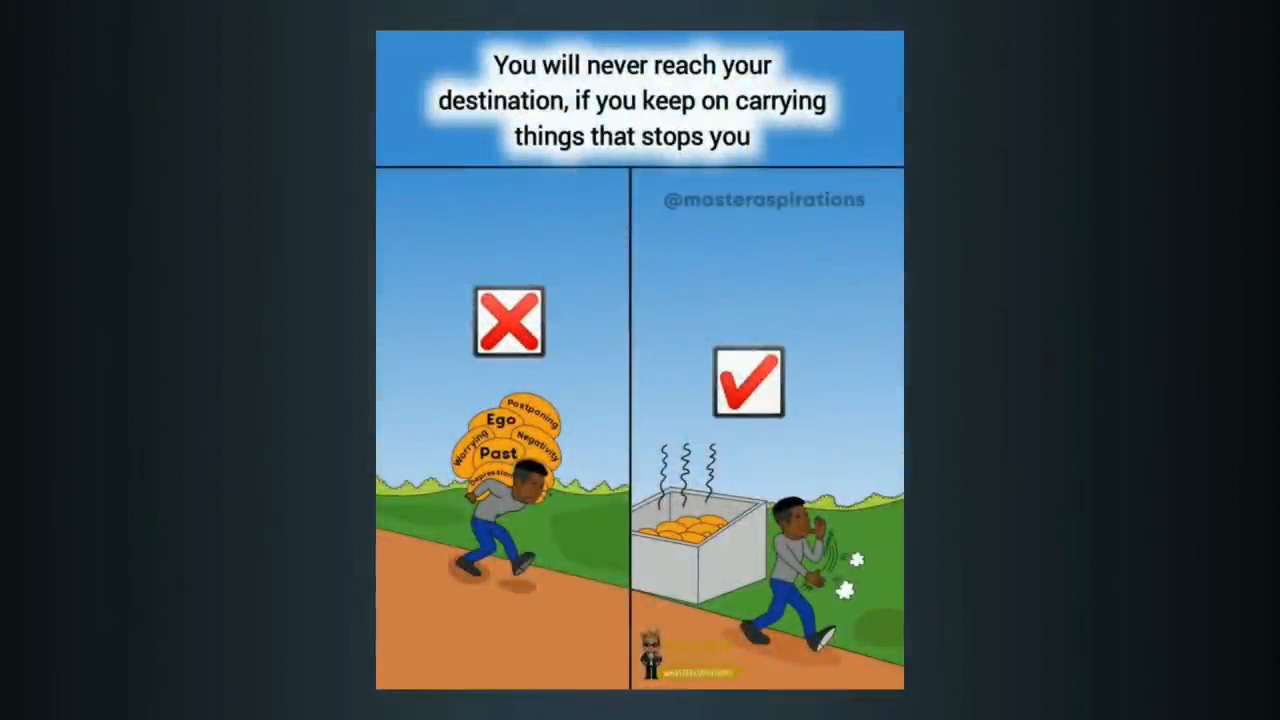 You will never reach your
destination, if you keep on carrying
things that stops you
@masteraspirations
Postponing
Ego
Worrying
Negativity
Past
Depression